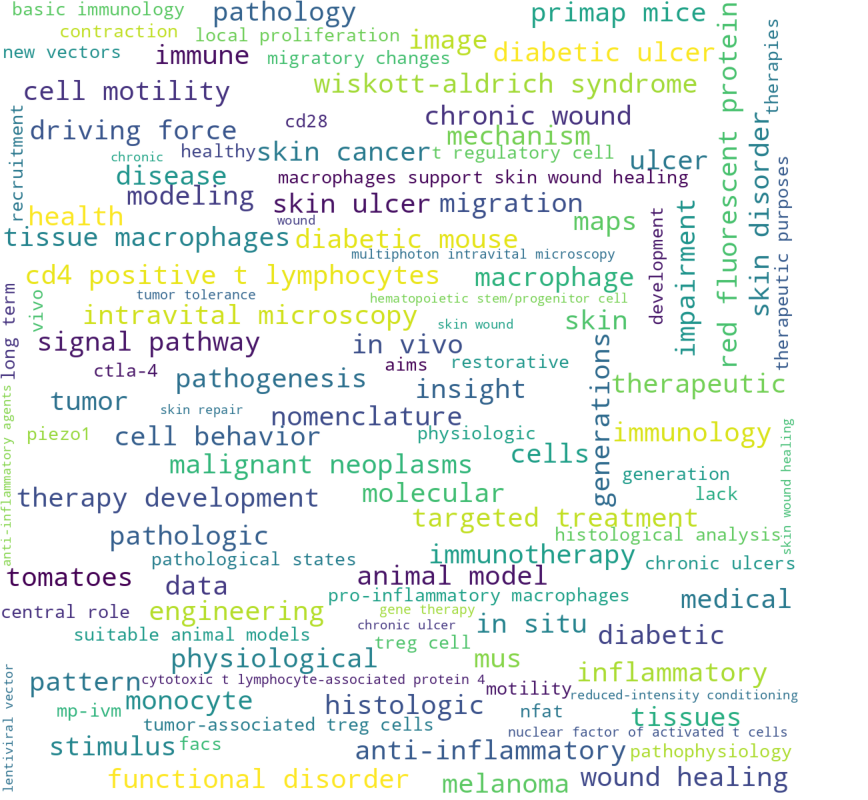 basic immunology
pathology
primap mice
contraction
local proliferation
image
new vectors
immune
migratory changes
diabetic ulcer
red fluorescent protein
therapies
cell motility
wiskott-aldrich syndrome
recruitment
driving force
cd28
chronic wound
mechanism
skin disorder
chronic
healthy
skin cancer
t regulatory cell
ulcer
therapeutic purposes
disease
macrophages support skin wound healing
modeling
skin ulcer
migration
health
wound
maps
development
impairment
tissue macrophages
diabetic mouse
multiphoton intravital microscopy
cd4 positive t lymphocytes
macrophage
long term
vivo
tumor tolerance
hematopoietic stem/progenitor cell
intravital microscopy
skin wound
skin
signal pathway
in vivo
generations
ctla-4
aims
restorative
pathogenesis
insight
therapeutic
anti-inflammatory agents
tumor
skin repair
nomenclature
piezo1
cell behavior
physiologic
immunology
skin wound healing
malignant neoplasms
cells
generation
therapy development
molecular
lack
targeted treatment
pathologic
histological analysis
pathological states
immunotherapy
chronic ulcers
tomatoes
data
animal model
pro-inflammatory macrophages
medical
central role
engineering
gene therapy
chronic ulcer
in situ
suitable animal models
treg cell
diabetic
physiological
mus
inflammatory
lentiviral vector
pattern
cytotoxic t lymphocyte-associated protein 4
motility
reduced-intensity conditioning
monocyte
mp-ivm
histologic
nfat
tissues
tumor-associated treg cells
nuclear factor of activated t cells
stimulus
facs
anti-inflammatory
pathophysiology
functional disorder
melanoma
wound healing